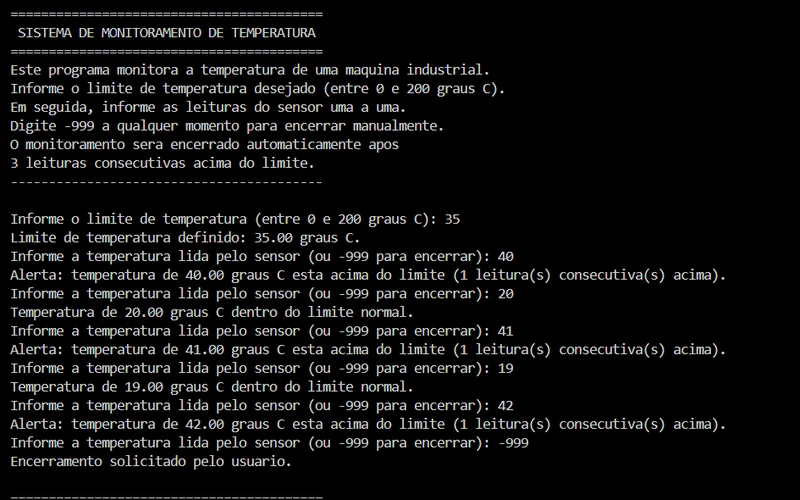 =========================================
SISTEMA DE MONITORAMENTO DE TEMPERATURA
=========================================
Este programa monitora a temperatura de uma maquina industrial.
Informe o limite de temperatura desejado (entre 0 e 200 graus C).
Em seguida, informe as leituras do sensor uma a uma.
Digite -999 a qualquer momento para encerrar manualmente.
O monitoramento sera encerrado automaticamente apos
3 leituras consecutivas acima do limite.
-----------------------------------------
Informe o limite de temperatura (entre 0 e 200 graus C): 35
Limite de temperatura definido: 35.00 graus C.
Informe a temperatura lida pelo sensor (ou -999 para encerrar): 40
Alerta: temperatura de 40.00 graus C esta acima do limite (1 leitura(s) consecutiva(s) acima).
Informe a temperatura lida pelo sensor (ou -999 para encerrar): 20
Temperatura de 20.00 graus C dentro do limite normal.
Informe a temperatura lida pelo sensor (ou -999 para encerrar): 41
Alerta: temperatura de 41.00 graus C esta acima do limite (1 leitura(s) consecutiva(s) acima).
Informe a temperatura lida pelo sensor (ou -999 para encerrar): 19
Temperatura de 19.00 graus C dentro do limite normal.
Informe a temperatura lida pelo sensor (ou -999 para encerrar): 42
Alerta: temperatura de 42.00 graus C esta acima do limite (1 leitura(s) consecutiva(s) acima).
Informe a temperatura lida pelo sensor (ou -999 para encerrar): -999
Encerramento solicitado pelo usuario.
=========================================